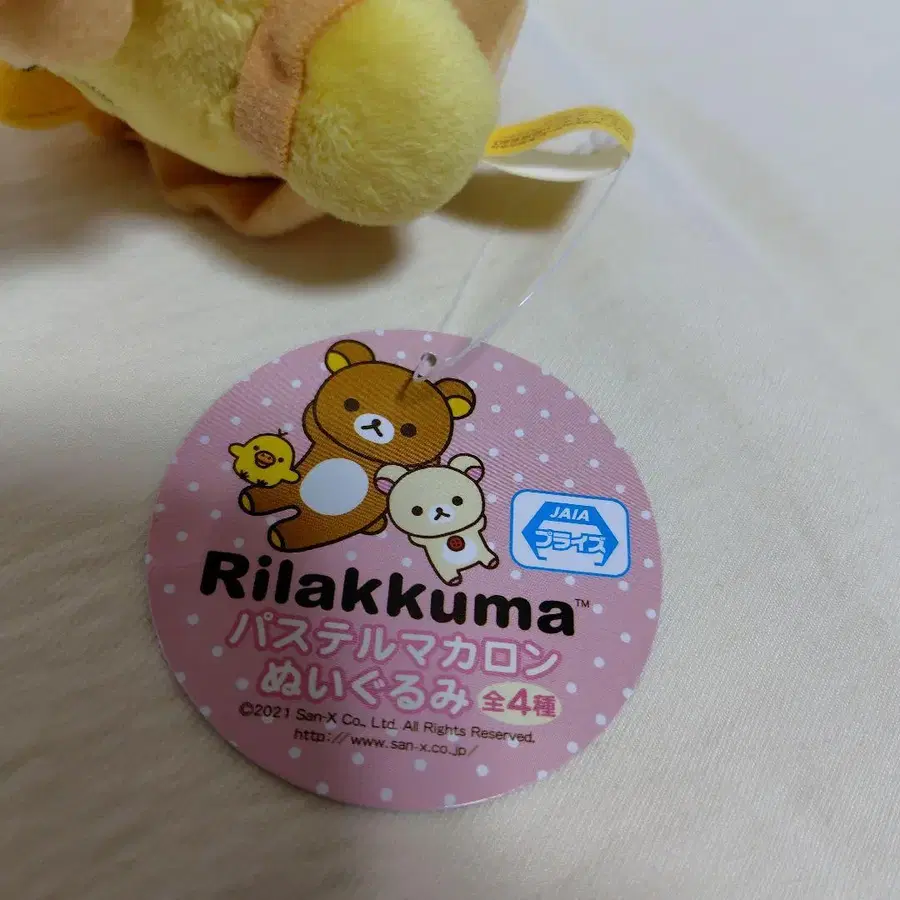 JAIA
プライズ
Rilakkuma™
パステルマカロン
ぬいぐるみ 全4種
©2021 San-X Co., Ltd. All Rights Reserved.
http://www.san-x.co.jp/